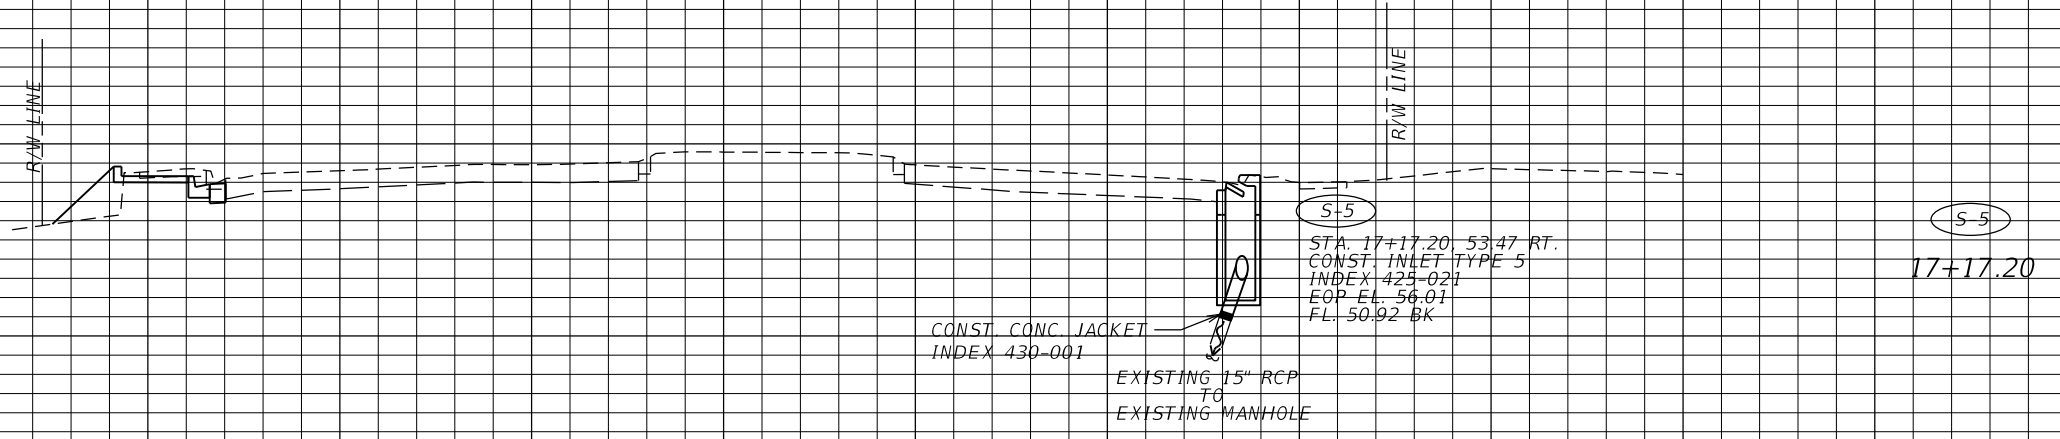 R/W LINE
R/W LINE
S-5
STA. 17+17.20, 53.47 RT.
CONST. INLET TYPE 5
INDEX 425-021
EOP EL. 56.01
FL. 50.92 BK
S-5
17+17.20
CONST. CONC. JACKET
INDEX 430-001
EXISTING 15" RCP
TO
EXISTING MANHOLE